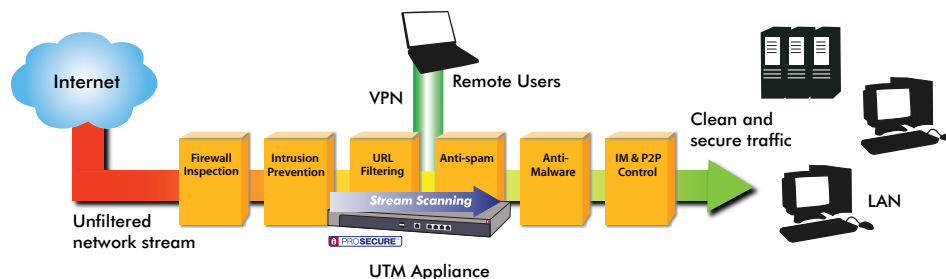 Internet
Remote Users
VPN
Clean and
secure traffic
Firewall
Inspection
Intrusion
Prevention
URL
Filtering
Anti-spam
Anti-
Malware
IM & P2P
Control
Stream Scanning
LAN
Unfiltered
network stream
PROSECURE™
UTM Appliance